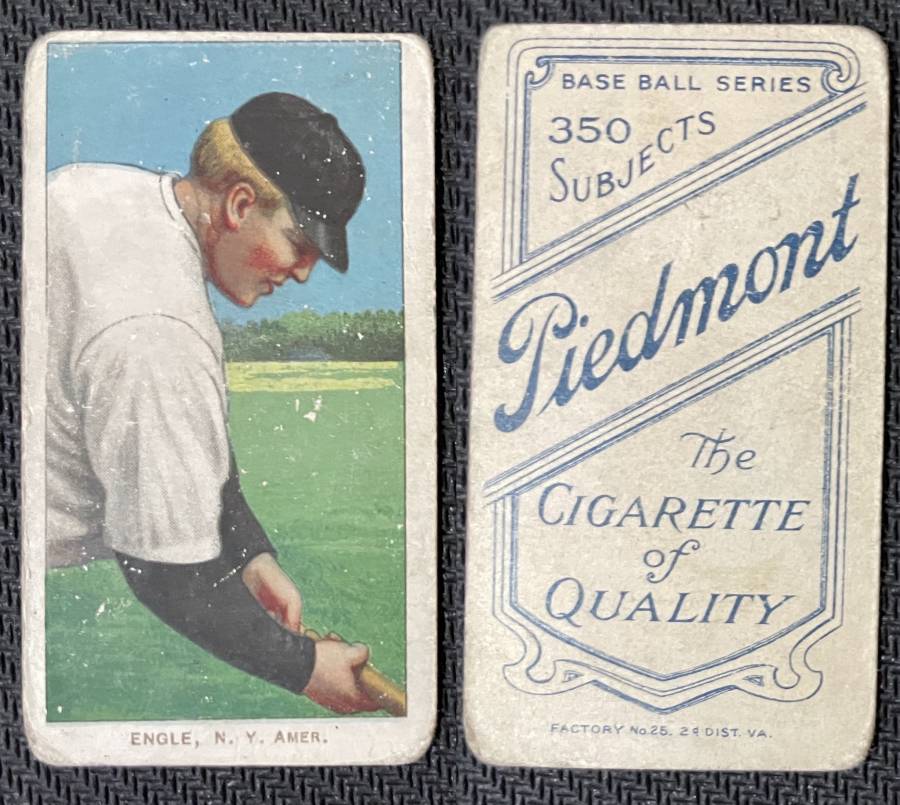 ENGLE, N. Y. AMER.
BASE BALL SERIES
350
SUBJECTS
Piedmont
The
CIGARETTE
of
QUALITY
FACTORY No. 25. 2d DIST. VA.